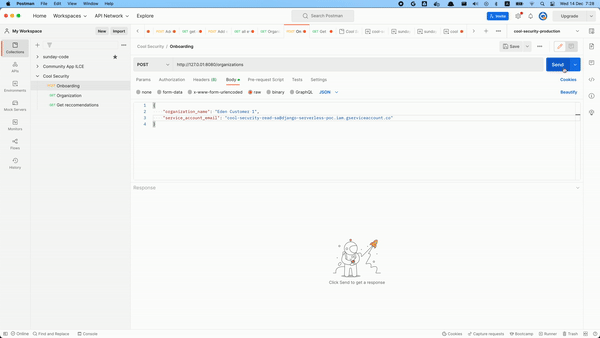 Postman File Edit View Window Help
Wed 14 Dec 7:28
Home Workspaces API Network Explore
Search Postman
Invite
Upgrade
My Workspace
New Import
cool-security-production
Collections
APIs
Environments
Mock Servers
Monitors
Flows
History
sunday-code
Community App ILCE
Cool Security
POST Onboarding
GET Organization
GET Get reccomendations
Cool Security / Onboarding
Save
POST
http://127.0.01:8080/organizations
Send
Params Authorization Headers (8) Body Pre-request Script Tests Settings
Cookies
none form-data x-www-form-urlencoded raw binary GraphQL JSON
Beautify
1 {
2 "organization_name": "Eden Customer 1",
3 "service_account_email": "cool-security-seed-sa@django-serverless-poc.iam.gserviceaccount.co"
4 }
Response
Click Send to get a response
Online Find and Replace Console
Cookies Capture requests Bootcamp Runner Trash